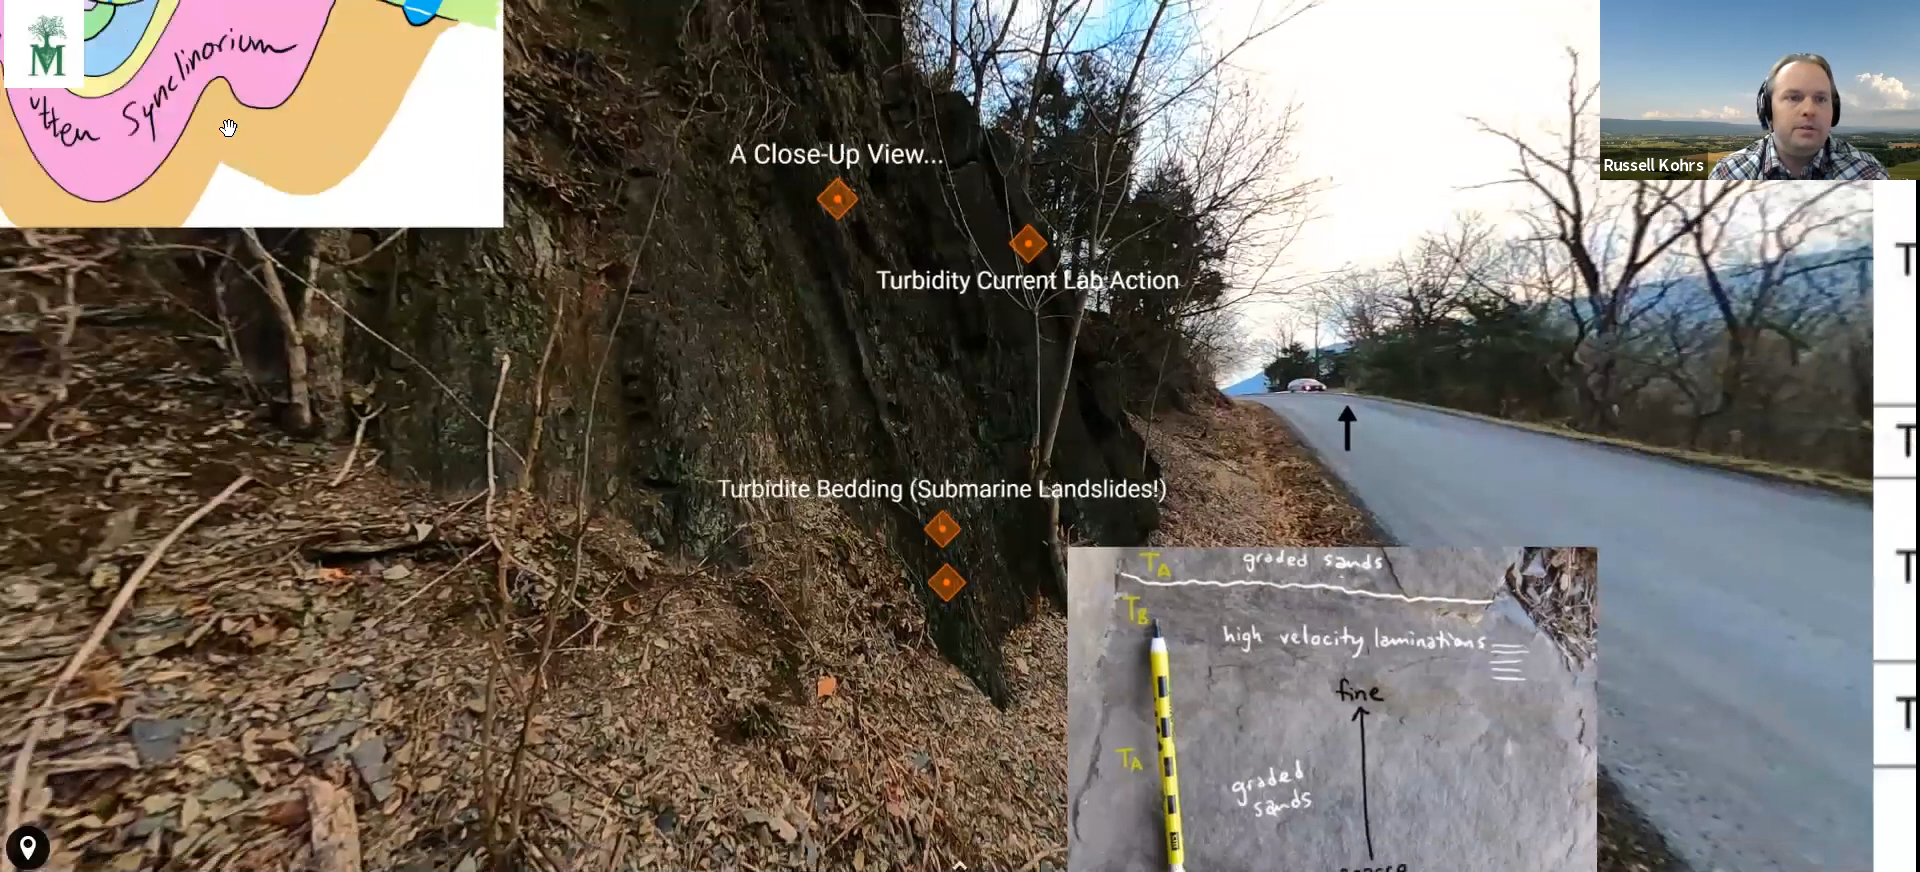 M
Synclinorium
A Close-Up View...
Turbidity Current Lab Action
Turbidite Bedding (Submarine Landslides!)
Russell Kohrs
TA graded sands
TB
high velocity laminations
fine
TA
graded
sands
T
T
T
T